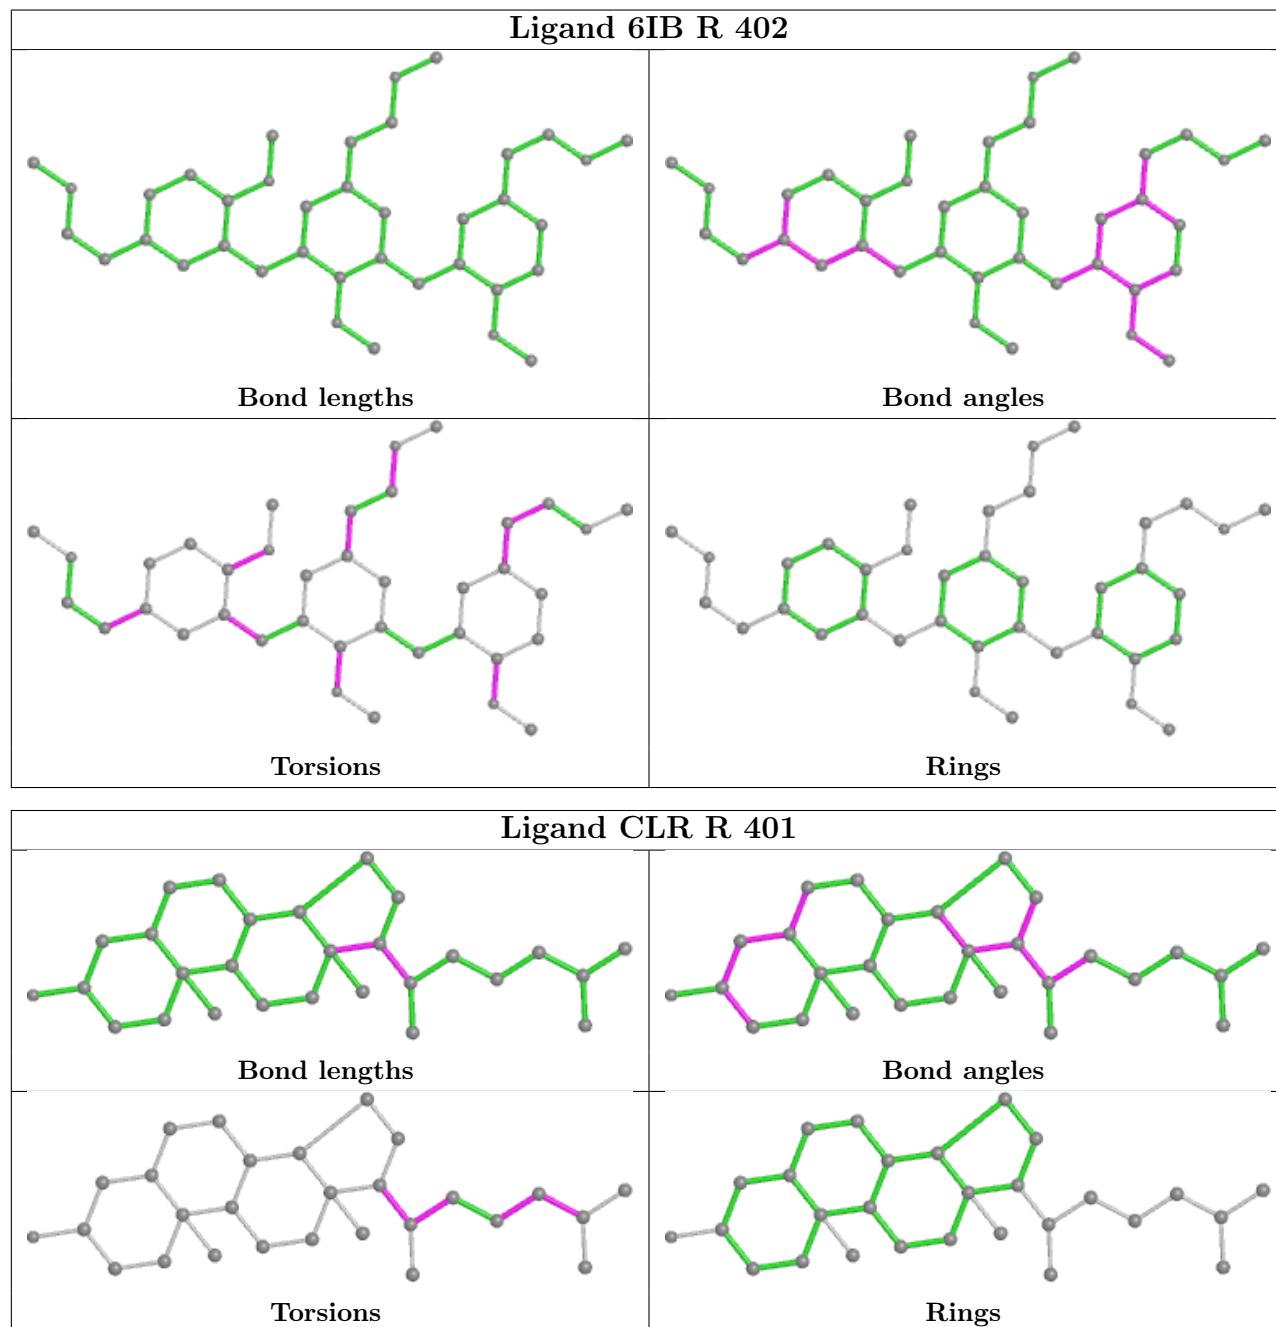 Ligand 6IB R 402
Bond lengths
Bond angles
Torsions
Rings
Ligand CLR R 401
Bond lengths
Bond angles
Torsions
Rings